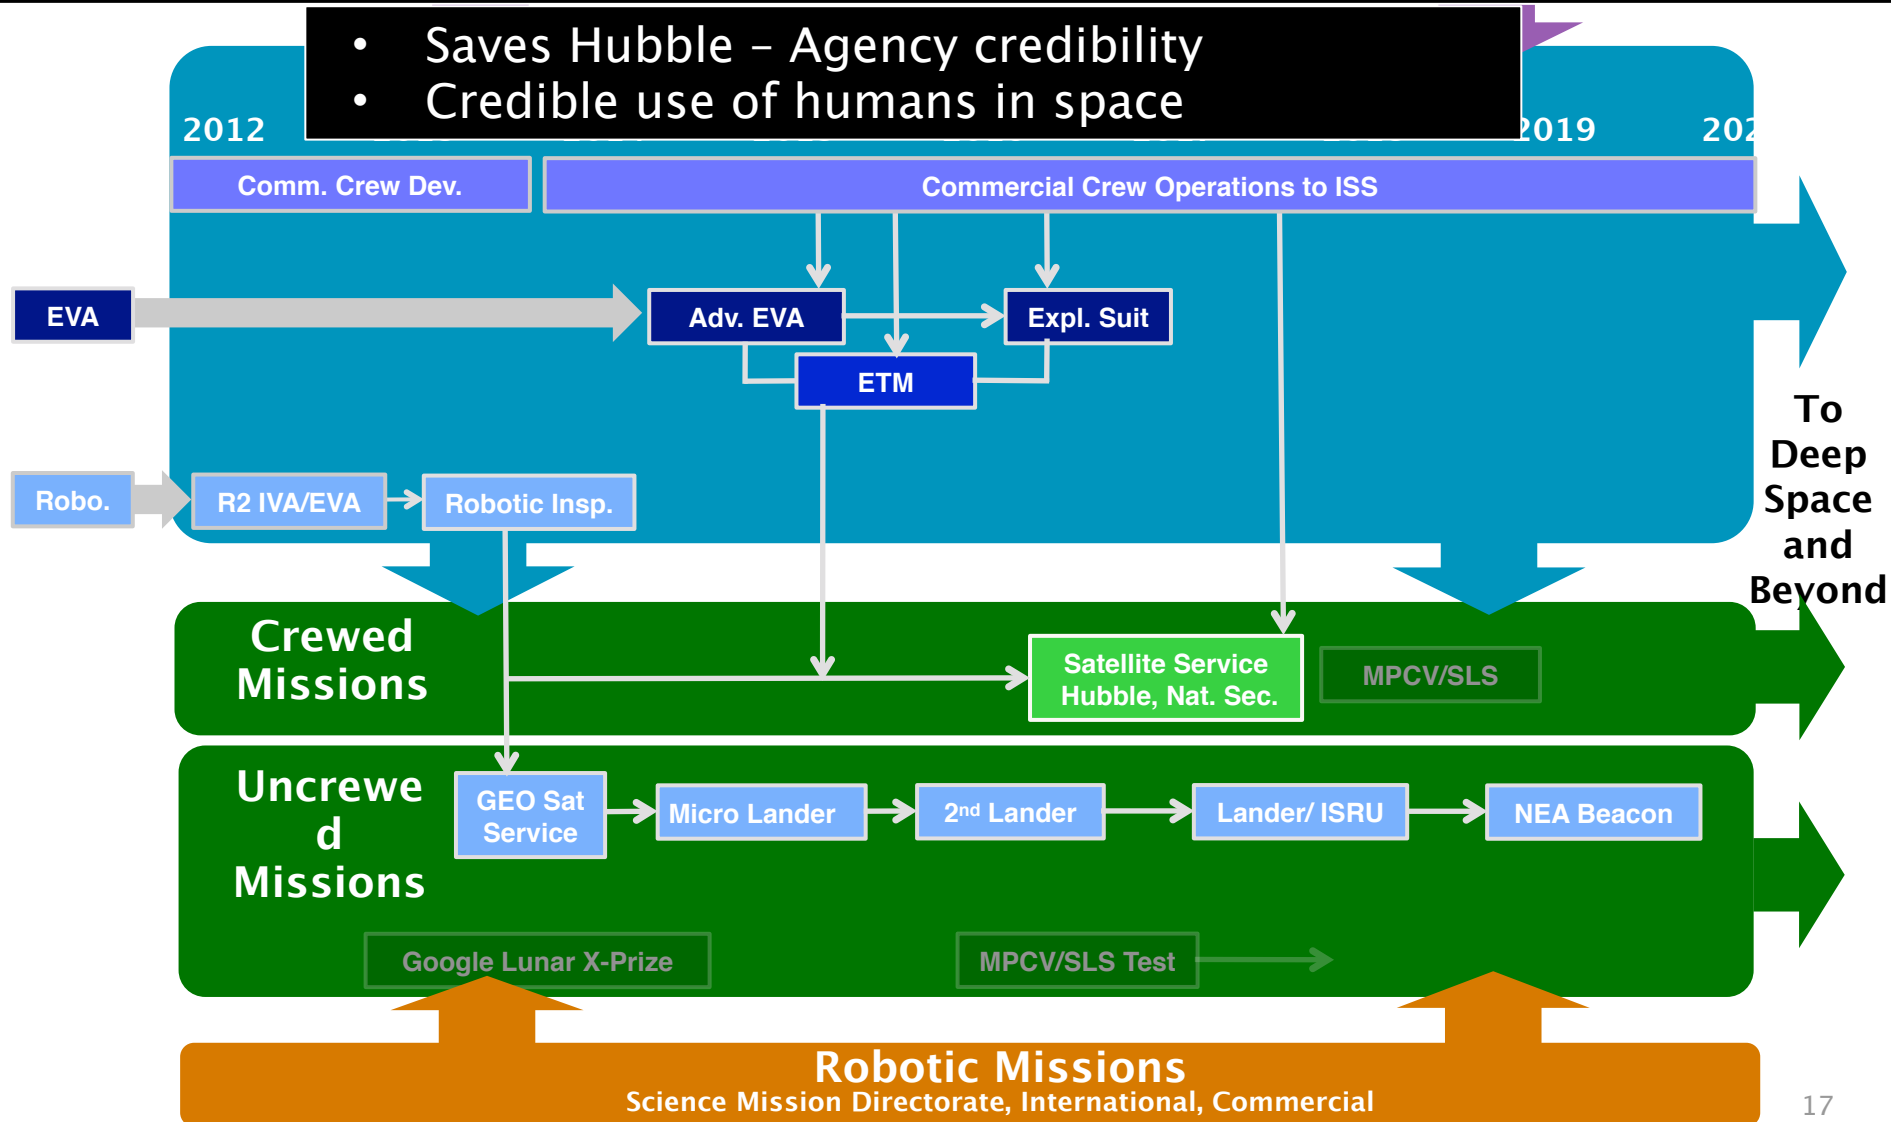 • Saves Hubble – Agency credibility
• Credible use of humans in space
2012
2019
202
Comm. Crew Dev.
Commercial Crew Operations to ISS
EVA
Adv. EVA
Expl. Suit
ETM
To
Deep
Space
and
Beyond
Robo.
R2 IVA/EVA
Robotic Insp.
Crewed
Missions
Satellite Service
Hubble, Nat. Sec.
MPCV/SLS
Uncrewe
d
Missions
GEO Sat
Service
Micro Lander
2nd Lander
Lander/ ISRU
NEA Beacon
Google Lunar X-Prize
MPCV/SLS Test
Robotic Missions
Science Mission Directorate, International, Commercial
17